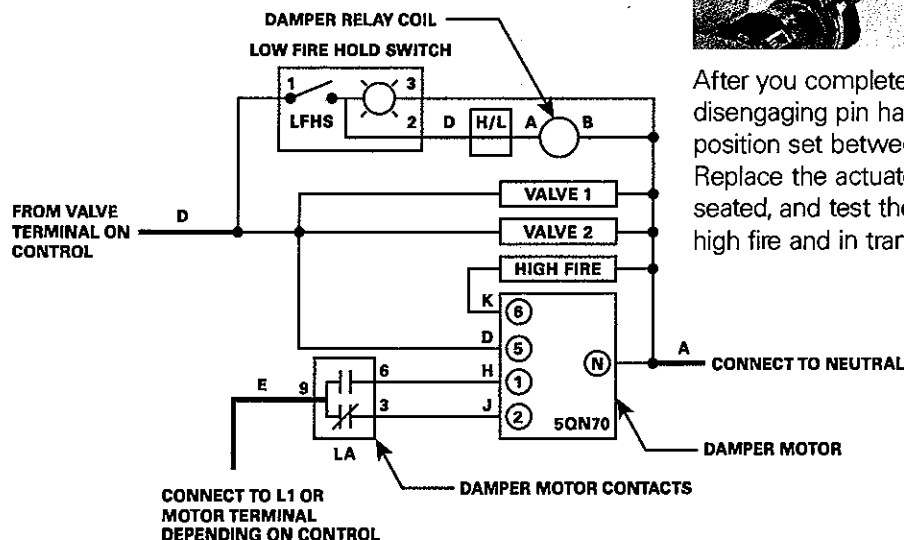 DAMPER RELAY COIL
LOW FIRE HOLD SWITCH
1
3
LFHS
2
D
H/L
A
B
VALVE 1
FROM VALVE
TERMINAL ON
CONTROL
D
VALVE 2
HIGH FIRE
K
6
D
5
N
A
CONNECT TO NEUTRAL
E
9
6
H
1
3
J
2
5QN70
LA
DAMPER MOTOR
DAMPER MOTOR CONTACTS
CONNECT TO L1 OR
MOTOR TERMINAL
DEPENDING ON CONTROL
After you complete
disengaging pin ha
position set betwee
Replace the actuat
seated, and test the
high fire and in tran